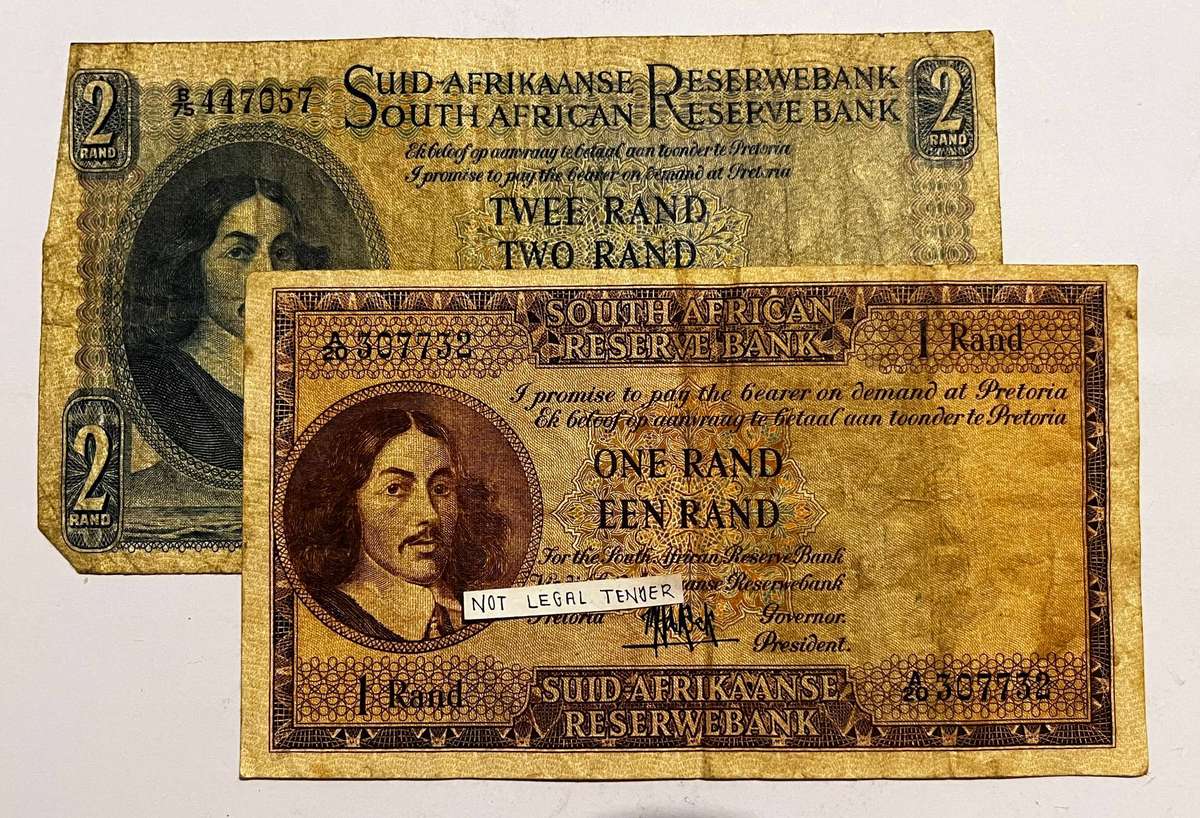 2
RAND
B/75 447057
SUID-AFRIKAANSE RESERWEBANK
SOUTH AFRICAN RESERVE BANK
2
RAND
Ek beloof op aanvraag te betaal aan toonder te Pretoria
I promise to pay the bearer on demand at Pretoria
TWEE RAND
TWO RAND
2
RAND
SOUTH AFRICAN
RESERVE BANK
A/20 307732
1 Rand
I promise to pay the bearer on demand at Pretoria
Ek beloof op aanvraag te betaal aan toonder te Pretoria
ONE RAND
EEN RAND
For the South African Reserve Bank
anse Reservewebank
NOT LEGAL TENDER
Pretoria
Governor.
President.
1 Rand
SUID-AFRIKAANSE
RESERWEBANK
A/20 307732